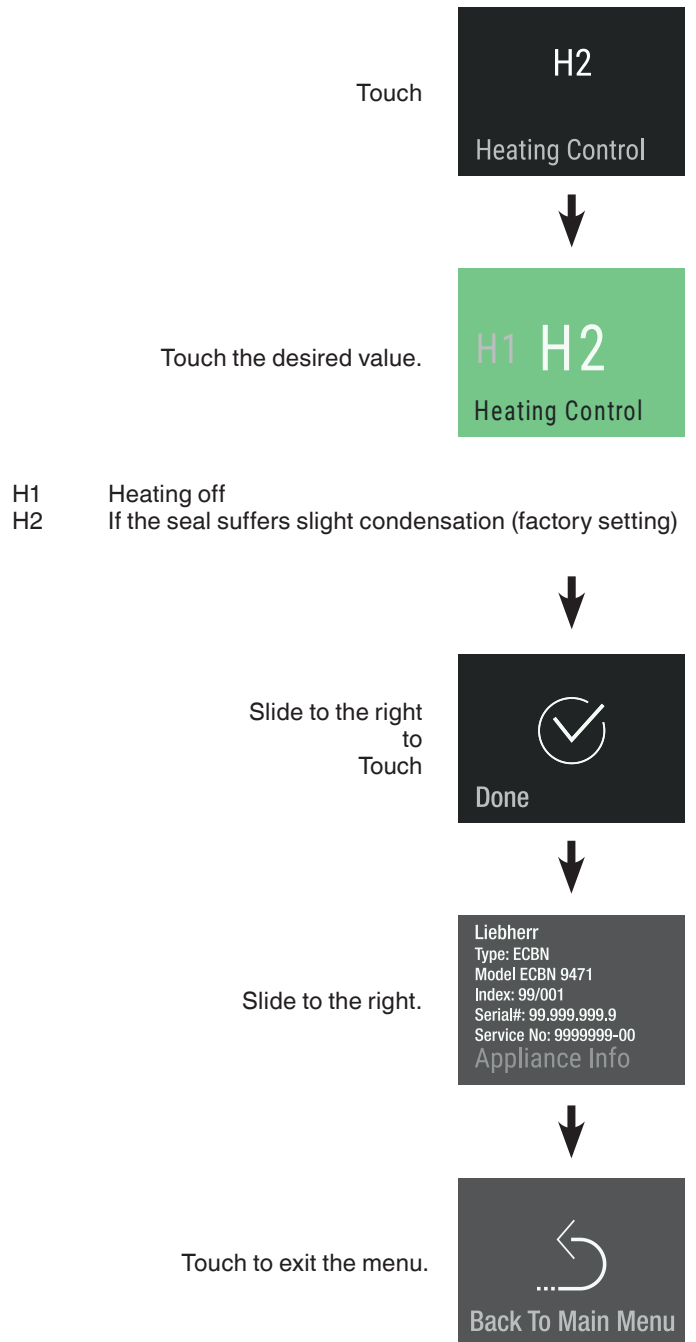 H2
Touch
Heating Control
H1 H2
Touch the desired value.
Heating Control
H1 Heating off
H2 If the seal suffers slight condensation (factory setting)
Slide to the right
to
Touch
Done
Liebherr
Type: ECBN
Model ECBN 9471
Index: 99/001
Slide to the right.
Serial#: 99.999.999.9
Service No: 9999999-00
Appliance Info
Touch to exit the menu.
Back To Main Menu